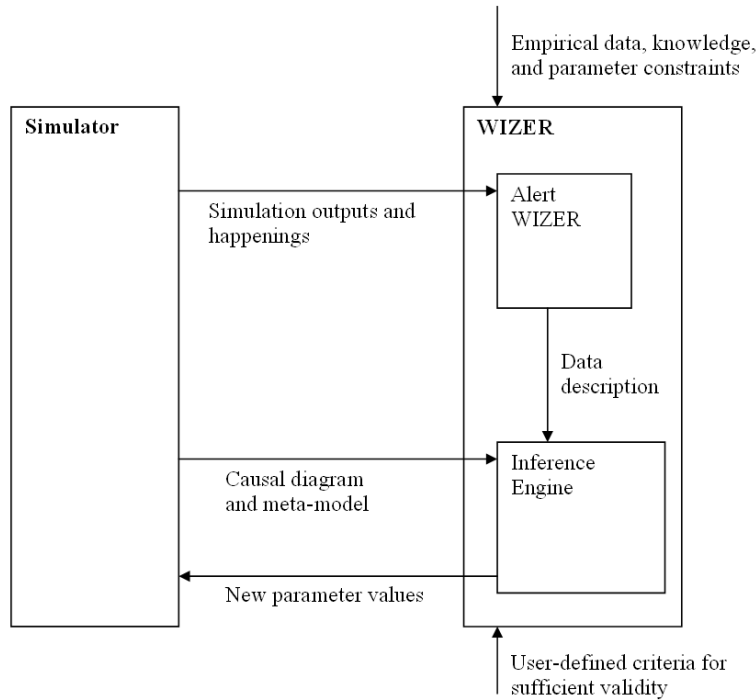 Empirical data, knowledge,
and parameter constraints
Simulator
WIZER
Alert
WIZER
Simulation outputs and
happenings
Data
description
Inference
Engine
Causal diagram
and meta-model
New parameter values
User-defined criteria for
sufficient validity